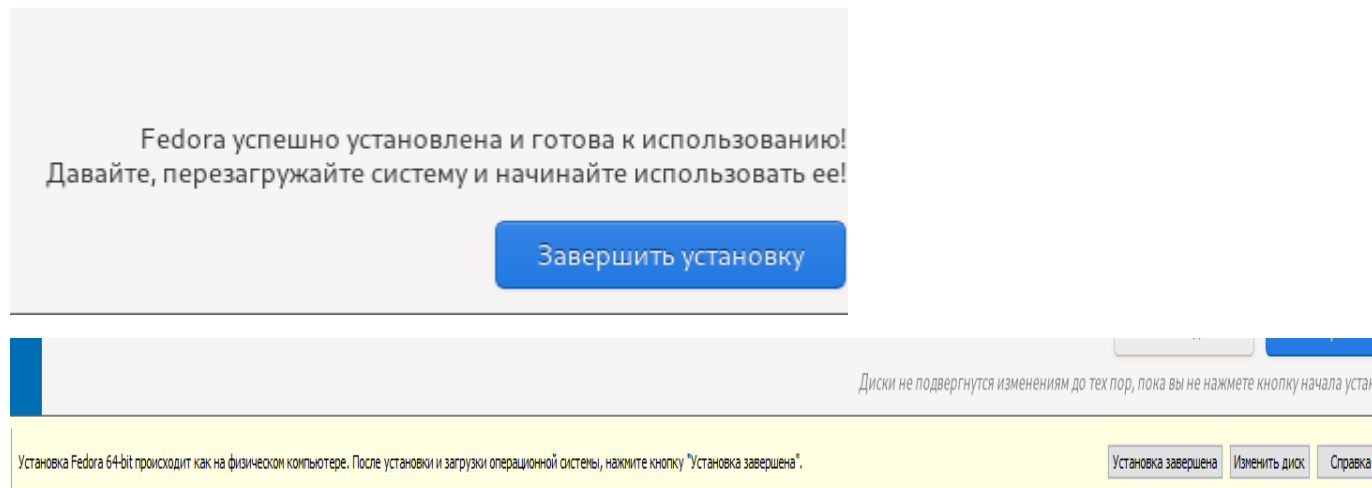 Fedora успешно установлена и готова к использованию!
Давайте, перезагружайте систему и начинайте использовать ее!
Завершить установку
Диски не подвергнутся изменениям до тех пор, пока вы не нажмете кнопку начала
Установка Fedora 64-bit происходит как на физическом компьютере. После установки и загрузки операционной системы, нажмите кнопку "Установка завершена".
Установка завершена Изменить диск Справка